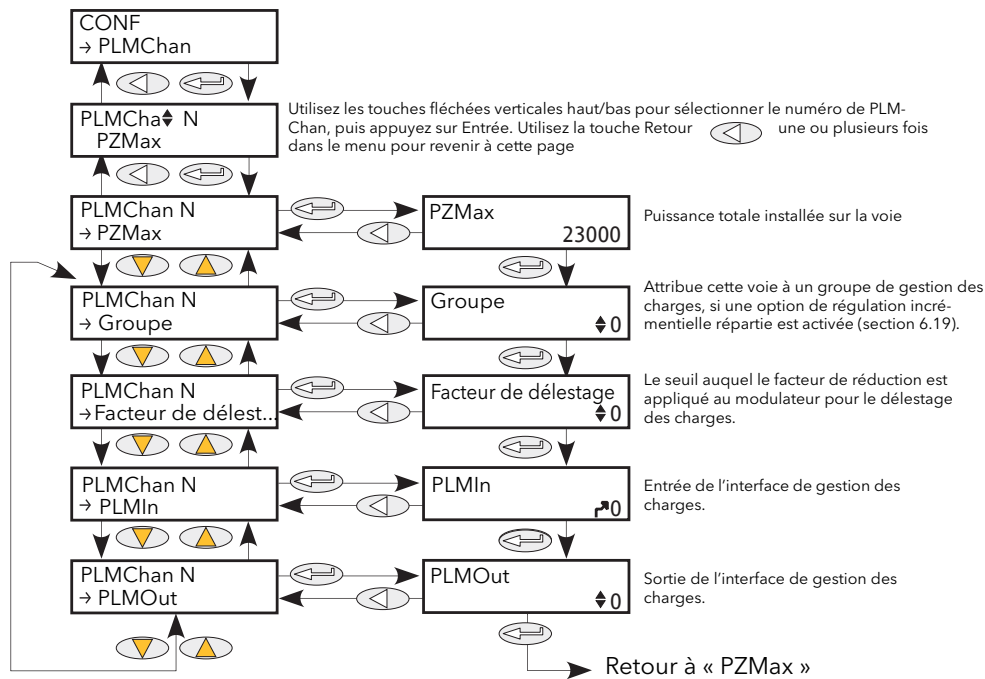 CONF
→ PLMChan
PLMCha♦ N
PZMax
Utilisez les touches fléchées verticales haut/bas pour sélectionner le numéro de PLM-
Chan, puis appuyez sur Entrée. Utilisez la touche Retour une ou plusieurs fois
dans le menu pour revenir à cette page
PLMChan N
→ PZMax
PZMax
23000
Puissance totale installée sur la voie
PLMChan N
→ Groupe
Groupe
♦0
Attribue cette voie à un groupe de gestion des
charges, si une option de régulation incré-
mentielle répartie est activée (section 6.19).
PLMChan N
→Facteur de délest...
Facteur de délestage
♦0
Le seuil auquel le facteur de réduction est
appliqué au modulateur pour le délestage
des charges.
PLMChan N
→ PLMIn
PLMIn
0
Entrée de l'interface de gestion des
charges.
PLMChan N
→ PLMOut
PLMOut
♦0
Sortie de l'interface de gestion des
charges.
Retour à « PZMax »